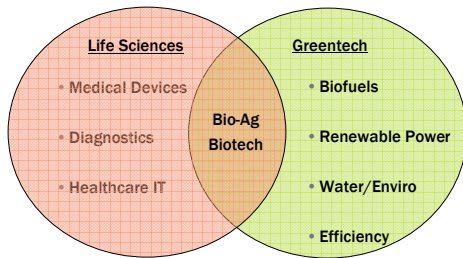 Life Sciences
• Medical Devices
• Diagnostics
• Healthcare IT
Bio-Ag
Biotech
Greentech
• Biofuels
• Renewable Power
• Water/Enviro
• Efficiency